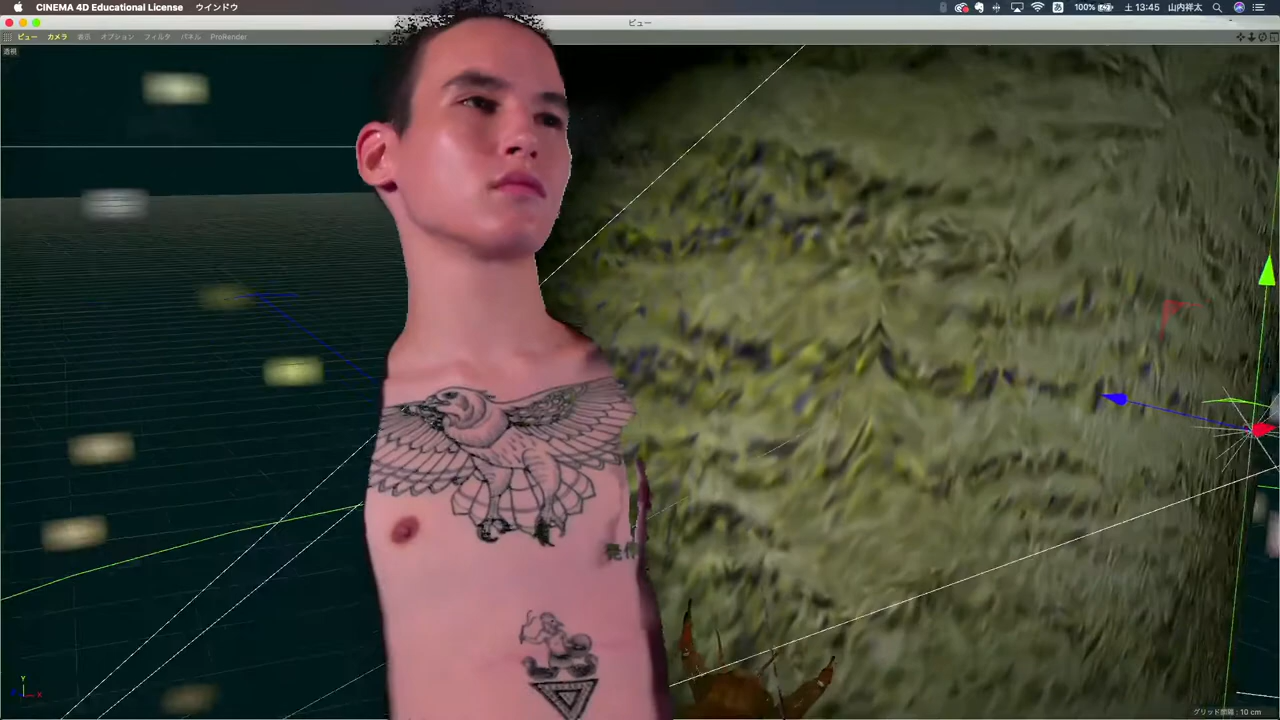 CINEMA 4D Educational License ウインドウ 100% あ 土 13:45 山内祥太
ビュー
ビュー カメラ 表示 オプション フィルタ パネル ProRender
透視
Y
X
グリッド間隔 : 10 cm